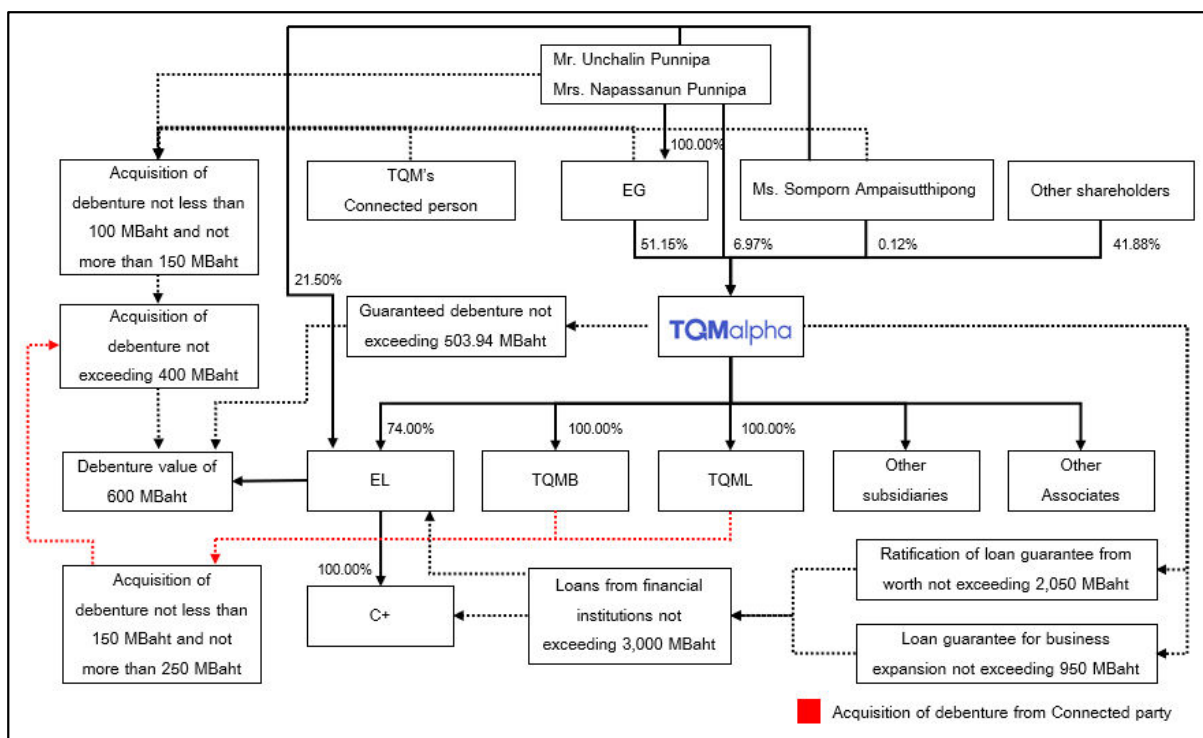 Mr. Unchalin Punnipa
Mrs. Napassanun Punnipa
100.00%
Acquisition of
debenture not less than
100 MBaht and not
more than 150 MBaht
TQM's
Connected person
EG
Ms. Somporn Ampaisutthipong
Other shareholders
51.15%
6.97%
0.12%
41.88%
21.50%
Acquisition of
debenture not
exceeding 400 MBaht
Guaranteed debenture not
exceeding 503.94 MBaht
TQMalpha
74.00%
100.00%
100.00%
Debenture value of
600 MBaht
EL
TQMB
TQML
Other
subsidiaries
Other
Associates
100.00%
Acquisition of
debenture not less than
150 MBaht and not
more than 250 MBaht
C+
Loans from financial
institutions not
exceeding 3,000 MBaht
Ratification of loan guarantee from
worth not exceeding 2,050 MBaht
Loan guarantee for business
expansion not exceeding 950 MBaht
Acquisition of debenture from Connected party